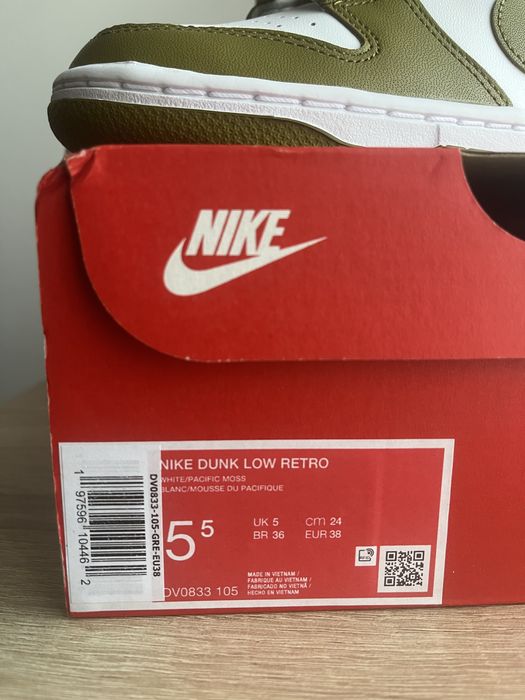 NIKE
NIKE DUNK LOW RETRO
WHITE/PACIFIC MOSS
BLANC/MOUSSE DU PACIFIQUE
5⁵
UK 5 cm 24
BR 36 EUR 38
MADE IN VIETNAM /
FABRIQUE AU VIETNAM /
FABRICADO NO VIETNÃ /
HECHO EN VIETNAM
DV0833 105
1 97596 10446 2
DV0833-105-GRE-EU38